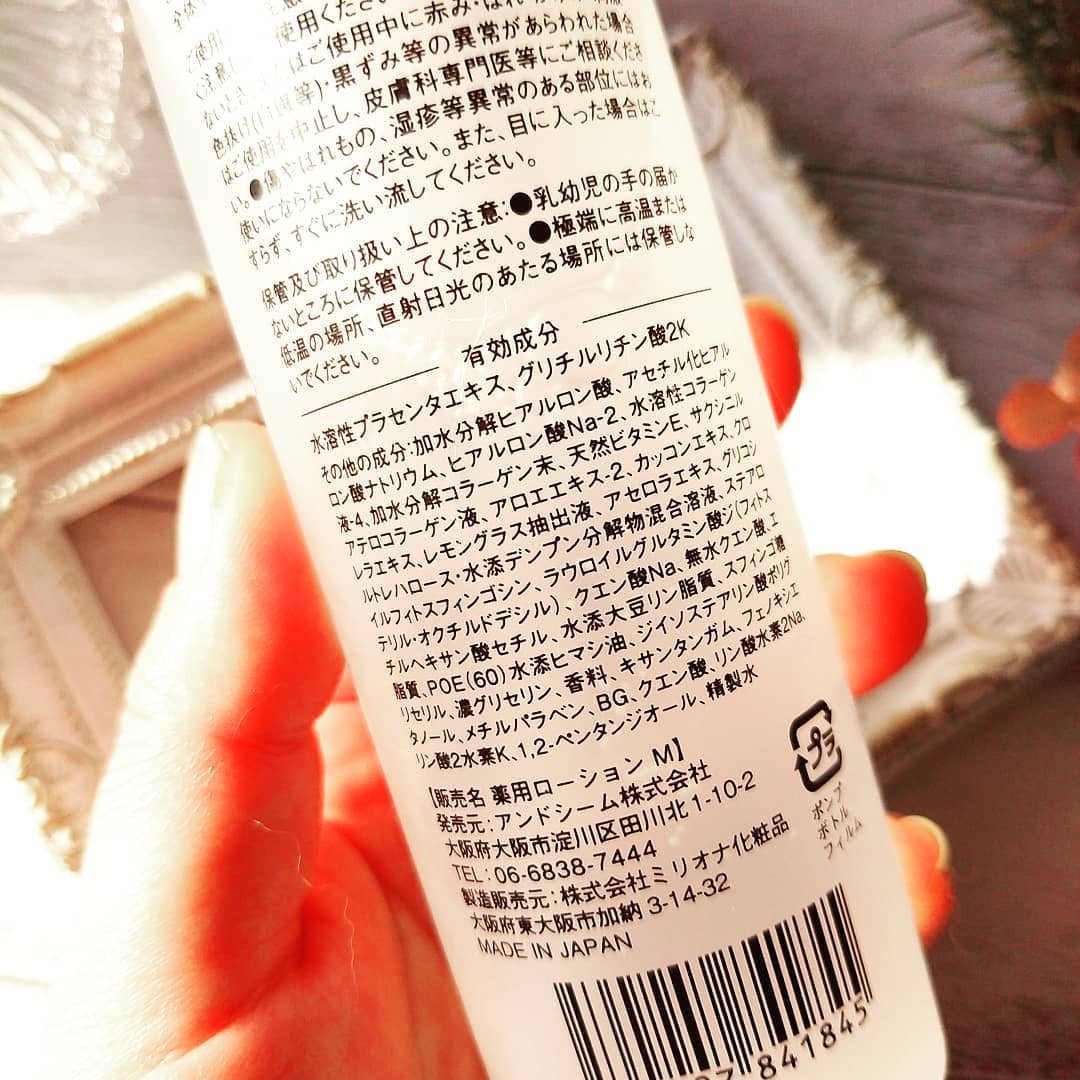 ご使用 使用くださ
く注意 はご使用中に赤み・はれ
ないとき 黒ずみ等の異常があらわれた場合
色抜け(白斑等)・ 皮膚科専門医等にご相談くださ
はご使用を中止し、湿疹等異常のある部位にはお
い。●傷やはれもの、 また、目に入った場合はこ
使いにならないでください。
すらず、すぐに洗い流してください。
保管及び取り扱い上の注意:●乳幼児の手の届か
ないところに保管してください。●極端に高温または
低温の場所、直射日光のあたる場所には保管しな
いでください。
有効成分
水溶性プラセンタエキス、グリチルリチン酸2K
その他の成分:加水分解ヒアルロン酸、アセチル化ヒアル
ロン酸ナトリウム、ヒアルロン酸Na-2、水溶性コラーゲン
液-4、加水分解コラーゲン末、天然ビタミンE、サクシニル
アテロコラーゲン液、アロエエキス-2、カッコンエキス、クロ
レラエキス、レモングラス抽出液、アセロラエキス、グリコシ
ルトレハロース・水添デンプン分解物混合溶液、ステアロ
イルフィトスフィンゴシン、ラウロイルグルタミン酸ジ(フィトス
テリル・オクチルドデシル)、クエン酸Na、無水クエン酸、エ
チルヘキサン酸セチル、水添大豆リン脂質、スフィンゴ糖
脂質、POE(60)水添ヒマシ油、ジイソステアリン酸ポリグ
リセリル、濃グリセリン、香料、キサンタンガム、フェノキシエ
タノール、メチルパラベン、BG、クエン酸、リン酸水素2Na、
リン酸2水素K、1,2-ペンタンジオール、精製水
【販売名 薬用ローション M】
発売元:アンドシーム株式会社
大阪府大阪市淀川区田川北1-10-2
TEL:06-6838-7444
製造販売元:株式会社ミリオナ化粧品
大阪府東大阪市加納 3-14-32
MADE IN JAPAN
プラ
ポンプ
ボトル
フィルム
841845